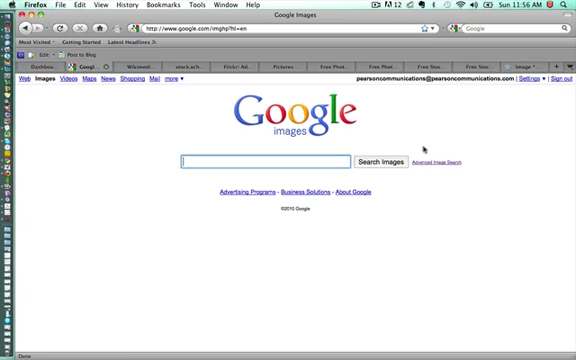 Firefox File Edit View History Bookmarks Tools Window Help 12 Sun 11:56 AM
Google Images
http://www.google.com/imghp?hl=en Google
Most Visited Getting Started Latest Headlines
Edit Post to Blog
Dashboa... Googl... Wikimedi... stock.xch... Flickr: Ad... Pictures ... Free Phot... Free Phot... Free Stoc... Free Stoc... Image
Web Images Videos Maps News Shopping Mail more pearsoncommunications@pearsoncommunications.com | Settings | Sign out
Google
images
Search Images Advanced Image Search
Advertising Programs - Business Solutions - About Google
©2010 Google
Done